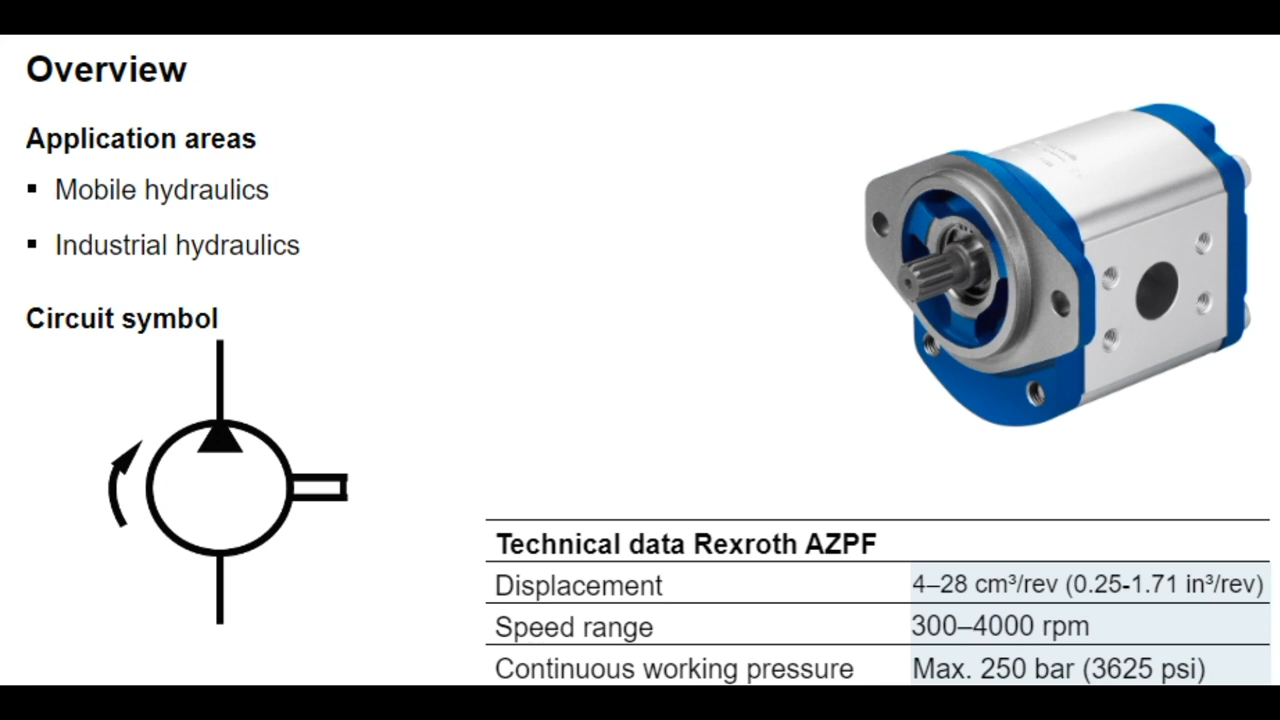 Overview
Application areas
▪ Mobile hydraulics
▪ Industrial hydraulics
Circuit symbol
Technical data Rexroth AZPF
Displacement 4–28 cm³/rev (0.25-1.71 in³/rev)
Speed range 300–4000 rpm
Continuous working pressure Max. 250 bar (3625 psi)